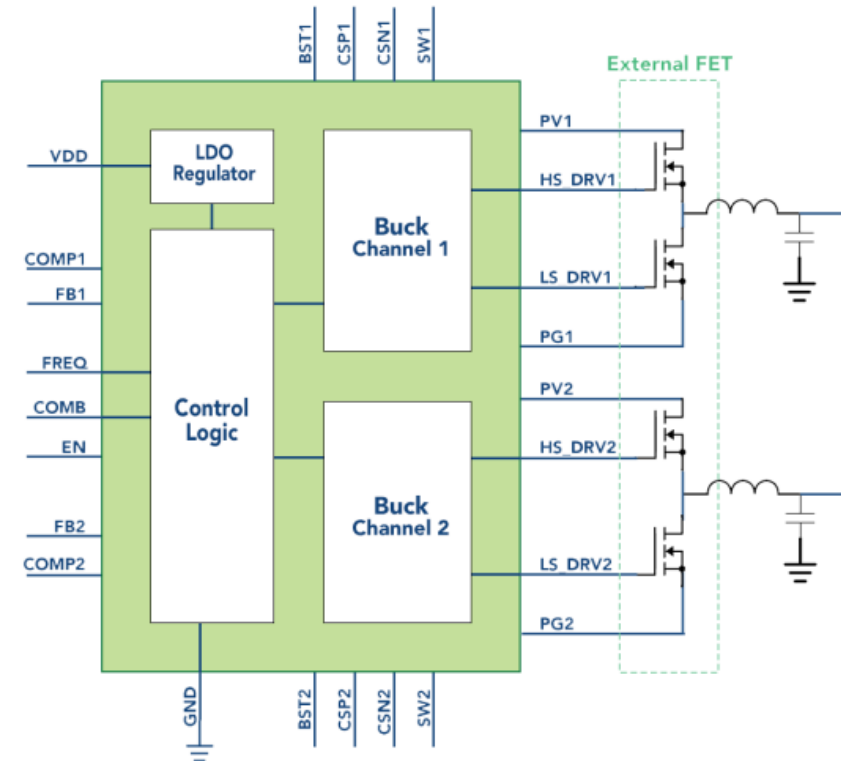 BST1
CSP1
CSN1
SW1
External FET
VDD
LDO
Regulator
COMP1
FB1
FREQ
COMB
EN
FB2
COMP2
Control
Logic
Buck
Channel 1
Buck
Channel 2
PV1
HS_DRV1
LS_DRV1
PG1
PV2
HS_DRV2
LS_DRV2
PG2
GND
BST2
CSP2
CSN2
SW2